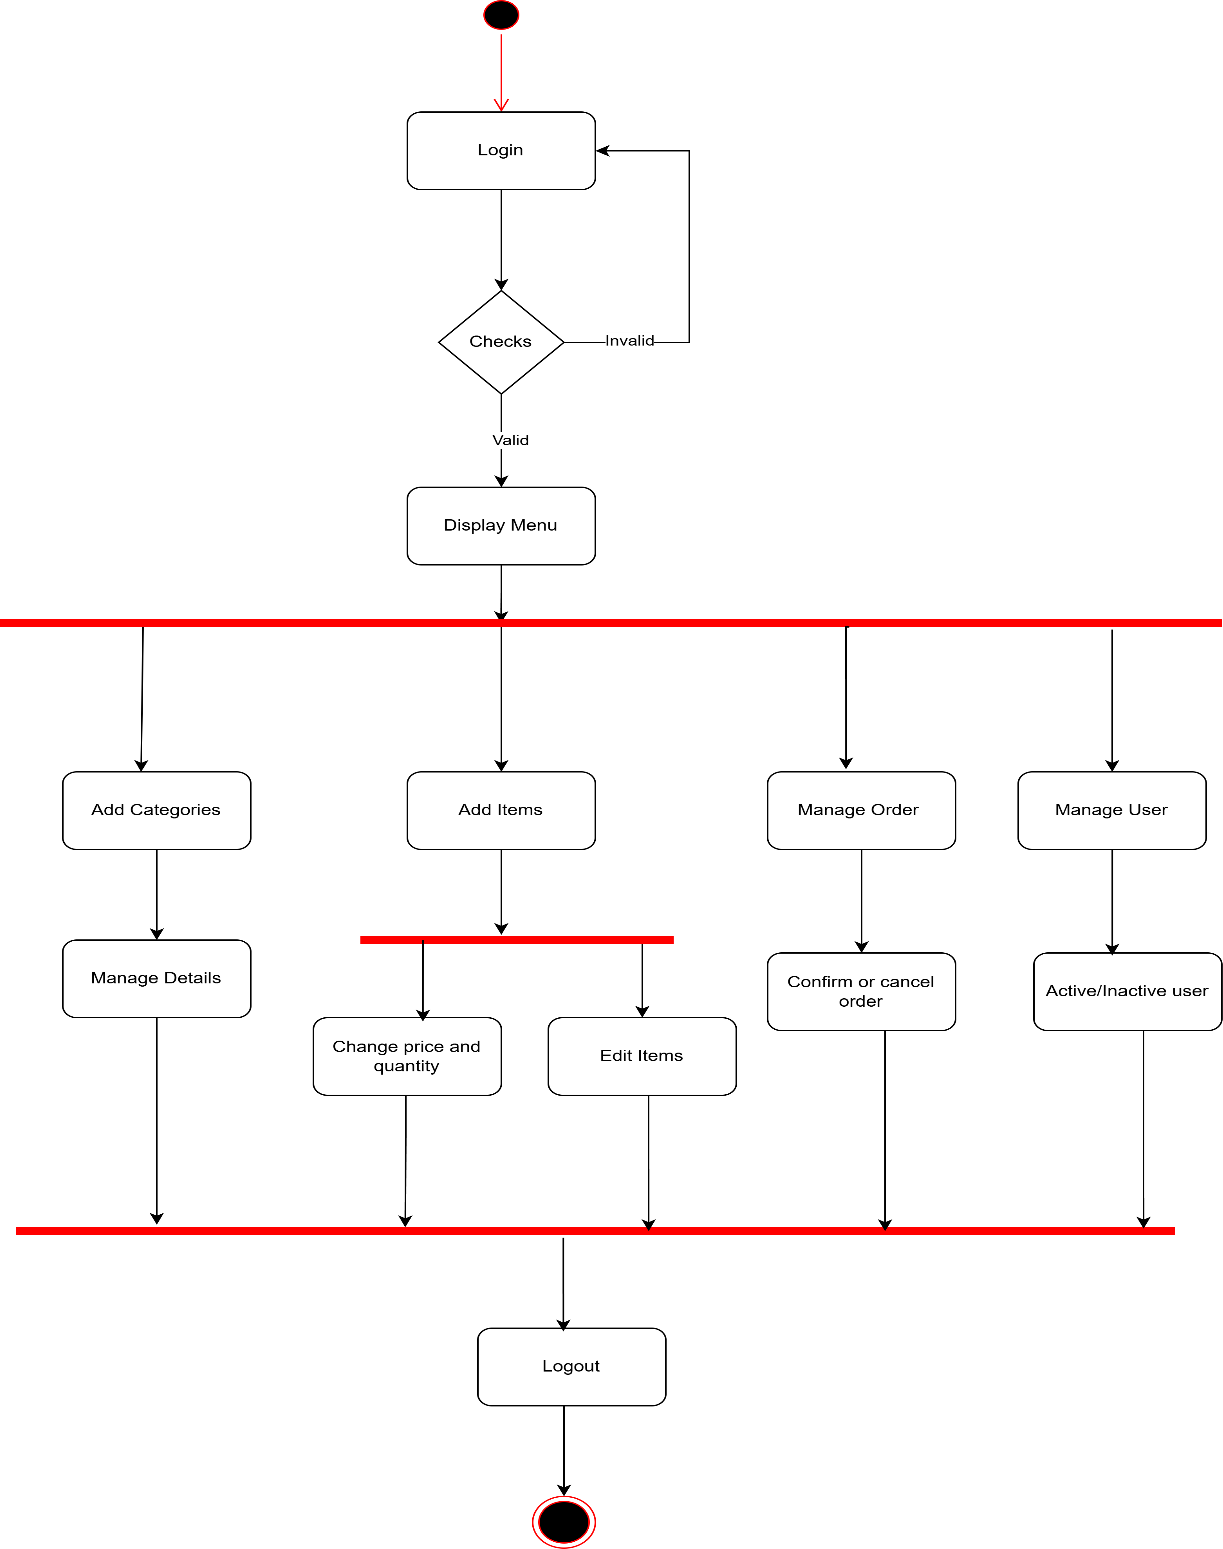 Login
Checks
Invalid
Valid
Display Menu
Add Categories
Add Items
Manage Order
Manage User
Manage Details
Confirm or cancel
order
Active/Inactive user
Change price and
quantity
Edit Items
Logout